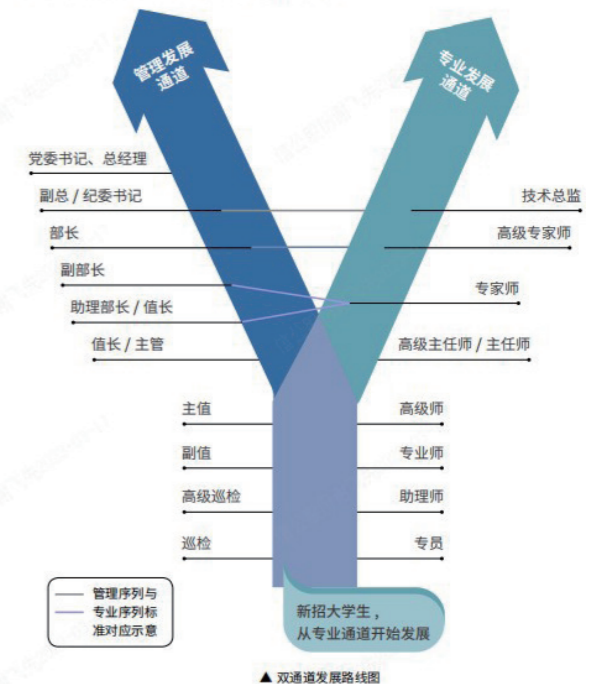 管理发展
通道
专业发展
通道
党委书记、总经理
副总 / 纪委书记
技术总监
部长
高级专家师
副部长
专家师
助理部长 / 值长
值长 / 主管
高级主任师 / 主任师
主值
高级师
副值
专业师
高级巡检
助理师
巡检
专员
管理序列与
专业序列标
准对应示意
新招大学生，
从专业通道开始发展
▲ 双通道发展路线图